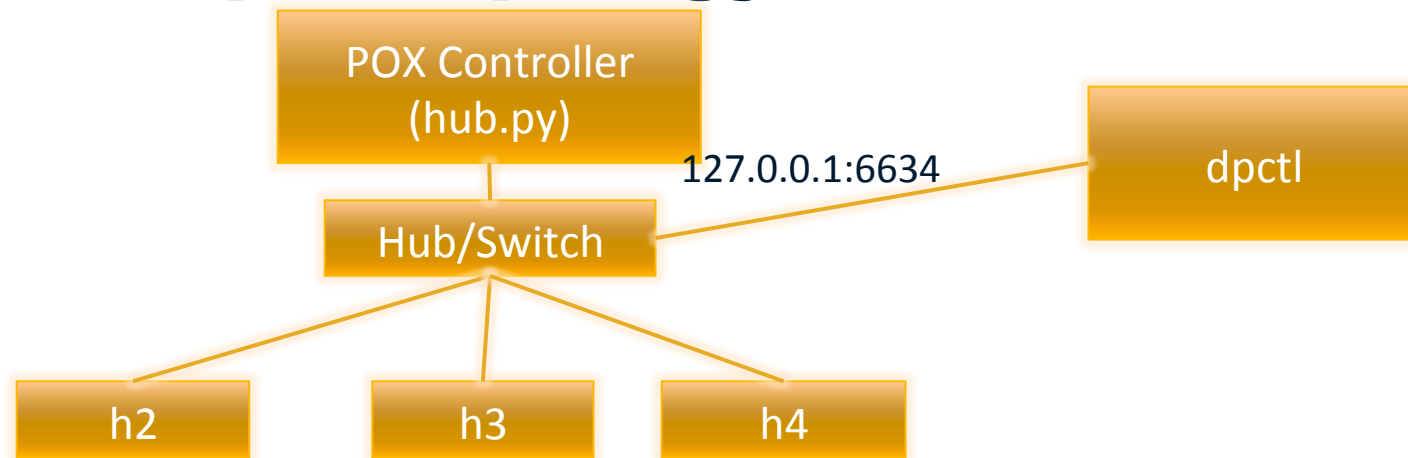 POX Controller
(hub.py)
127.0.0.1:6634
dpctl
Hub/Switch
h2
h3
h4